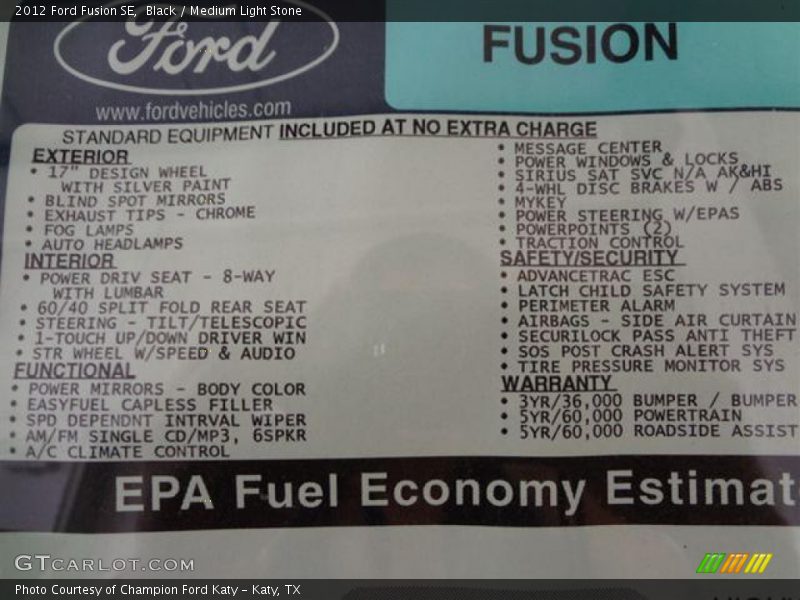 2012 Ford Fusion SE,  Black / Medium Light Stone
Ford
FUSION
www.fordvehicles.com
STANDARD EQUIPMENT INCLUDED AT NO EXTRA CHARGE
EXTERIOR
• 17" DESIGN WHEEL
WITH SILVER PAINT
• BLIND SPOT MIRRORS
• EXHAUST TIPS - CHROME
• FOG LAMPS
• AUTO HEADLAMPS
INTERIOR
• POWER DRIV SEAT - 8-WAY
WITH LUMBAR
• 60/40 SPLIT FOLD REAR SEAT
• STEERING - TILT/TELESCOPIC
• 1-TOUCH UP/DOWN DRIVER WIN
• STR WHEEL W/SPEED & AUDIO
FUNCTIONAL
• POWER MIRRORS - BODY COLOR
• EASYFUEL CAPLESS FILLER
• SPD DEPENDNT INTRVAL WIPER
• AM/FM SINGLE CD/MP3, 6SPKR
• A/C CLIMATE CONTROL
• MESSAGE CENTER
• POWER WINDOWS & LOCKS
• SIRIUS SAT SVC N/A AK&HI
• 4-WHL DISC BRAKES W / ABS
• MYKEY
• POWER STEERING W/EPAS
• POWERPOINTS (2)
• TRACTION CONTROL
SAFETY/SECURITY
• ADVANCETRAC ESC
• LATCH CHILD SAFETY SYSTEM
• PERIMETER ALARM
• AIRBAGS - SIDE AIR CURTAIN
• SECURILOCK PASS ANTI THEFT
• SOS POST CRASH ALERT SYS
• TIRE PRESSURE MONITOR SYS
WARRANTY
• 3YR/36,000 BUMPER / BUMPER
• 5YR/60,000 POWERTRAIN
• 5YR/60,000 ROADSIDE ASSIST
EPA Fuel Economy Estimat
GTCARLOT.COM
Photo Courtesy of Champion Ford Katy - Katy, TX